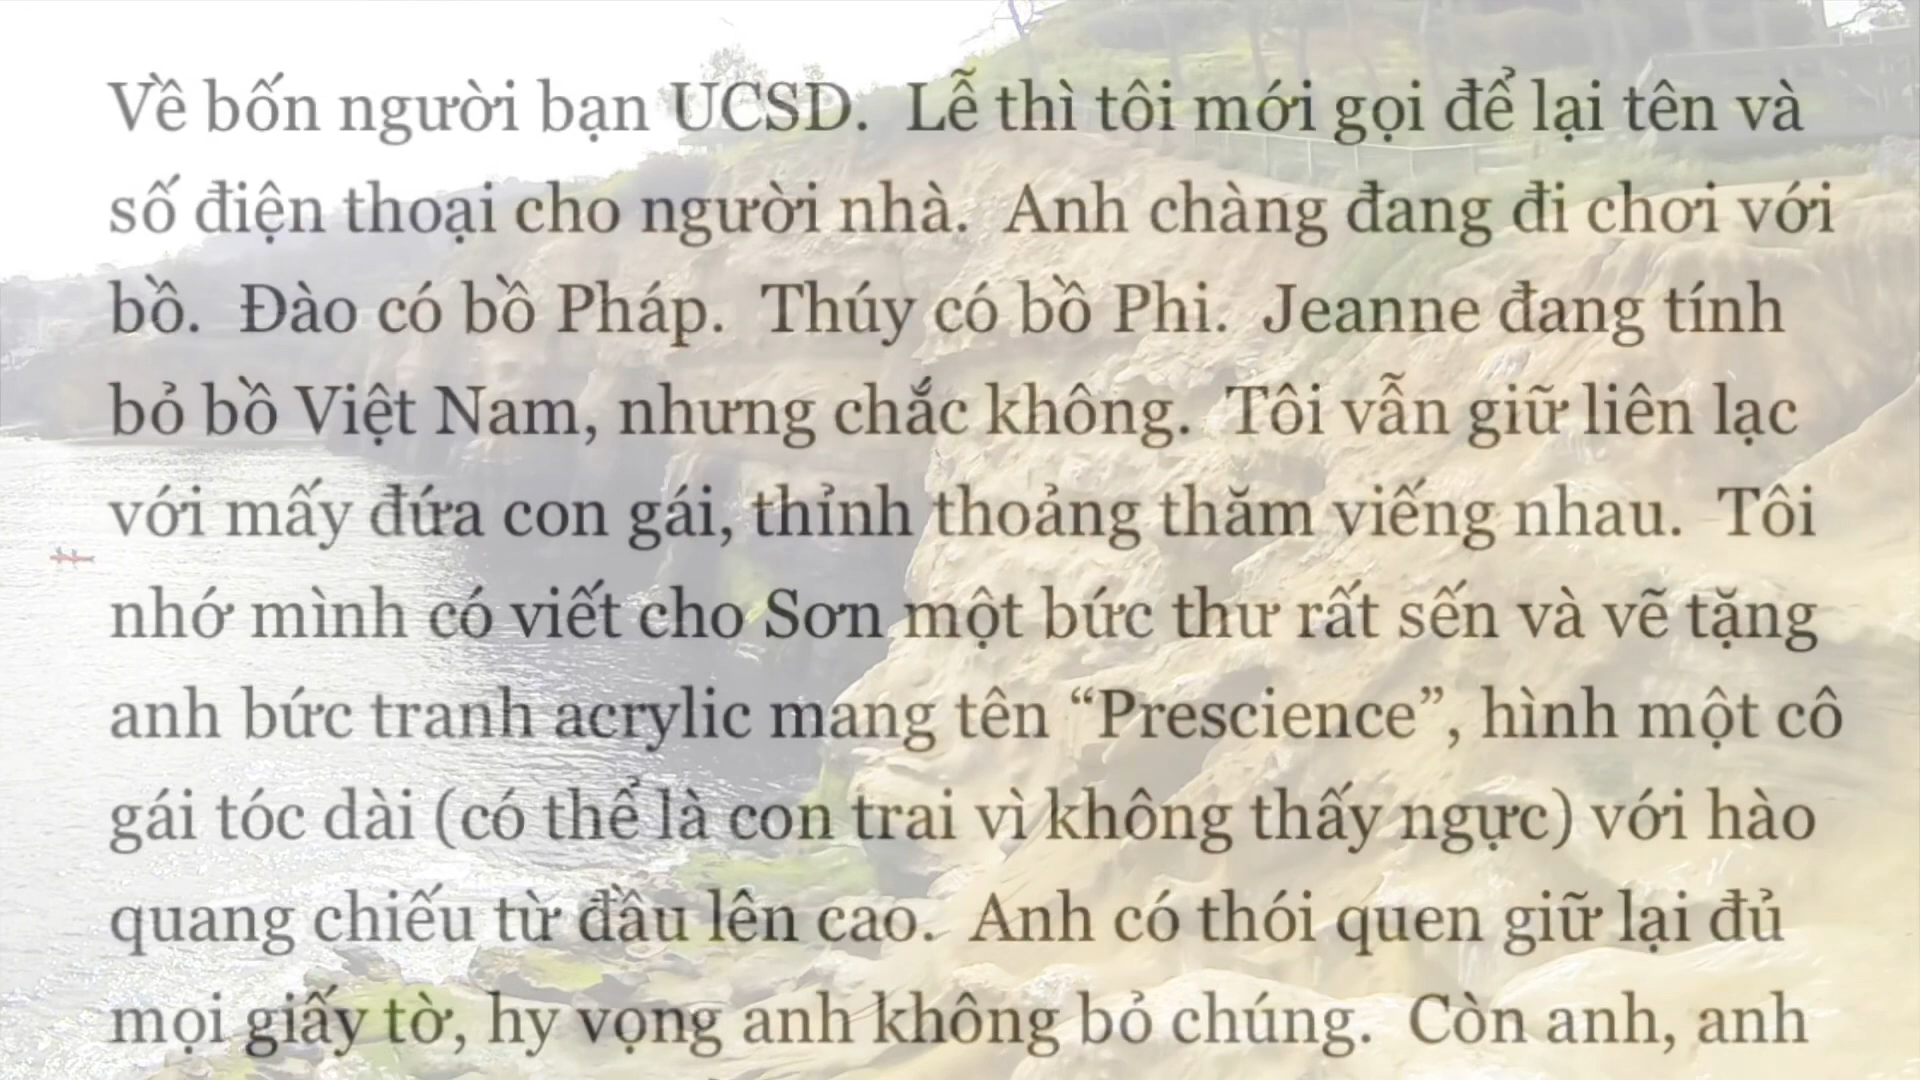 Về bốn người bạn UCSD.  Lễ thì tôi mới gọi để lại tên và
số điện thoại cho người nhà.  Anh chàng đang đi chơi với
bồ.  Đào có bồ Pháp.  Thúy có bồ Phi.  Jeanne đang tính
bỏ bồ Việt Nam, nhưng chắc không.  Tôi vẫn giữ liên lạc
với mấy đứa con gái, thỉnh thoảng thăm viếng nhau.  Tôi
nhớ mình có viết cho Sơn một bức thư rất sến và vẽ tặng
anh bức tranh acrylic mang tên “Prescience”, hình một cô
gái tóc dài (có thể là con trai vì không thấy ngực) với hào
quang chiếu từ đầu lên cao.  Anh có thói quen giữ lại đủ
mọi giấy tờ, hy vọng anh không bỏ chúng.  Còn anh, anh